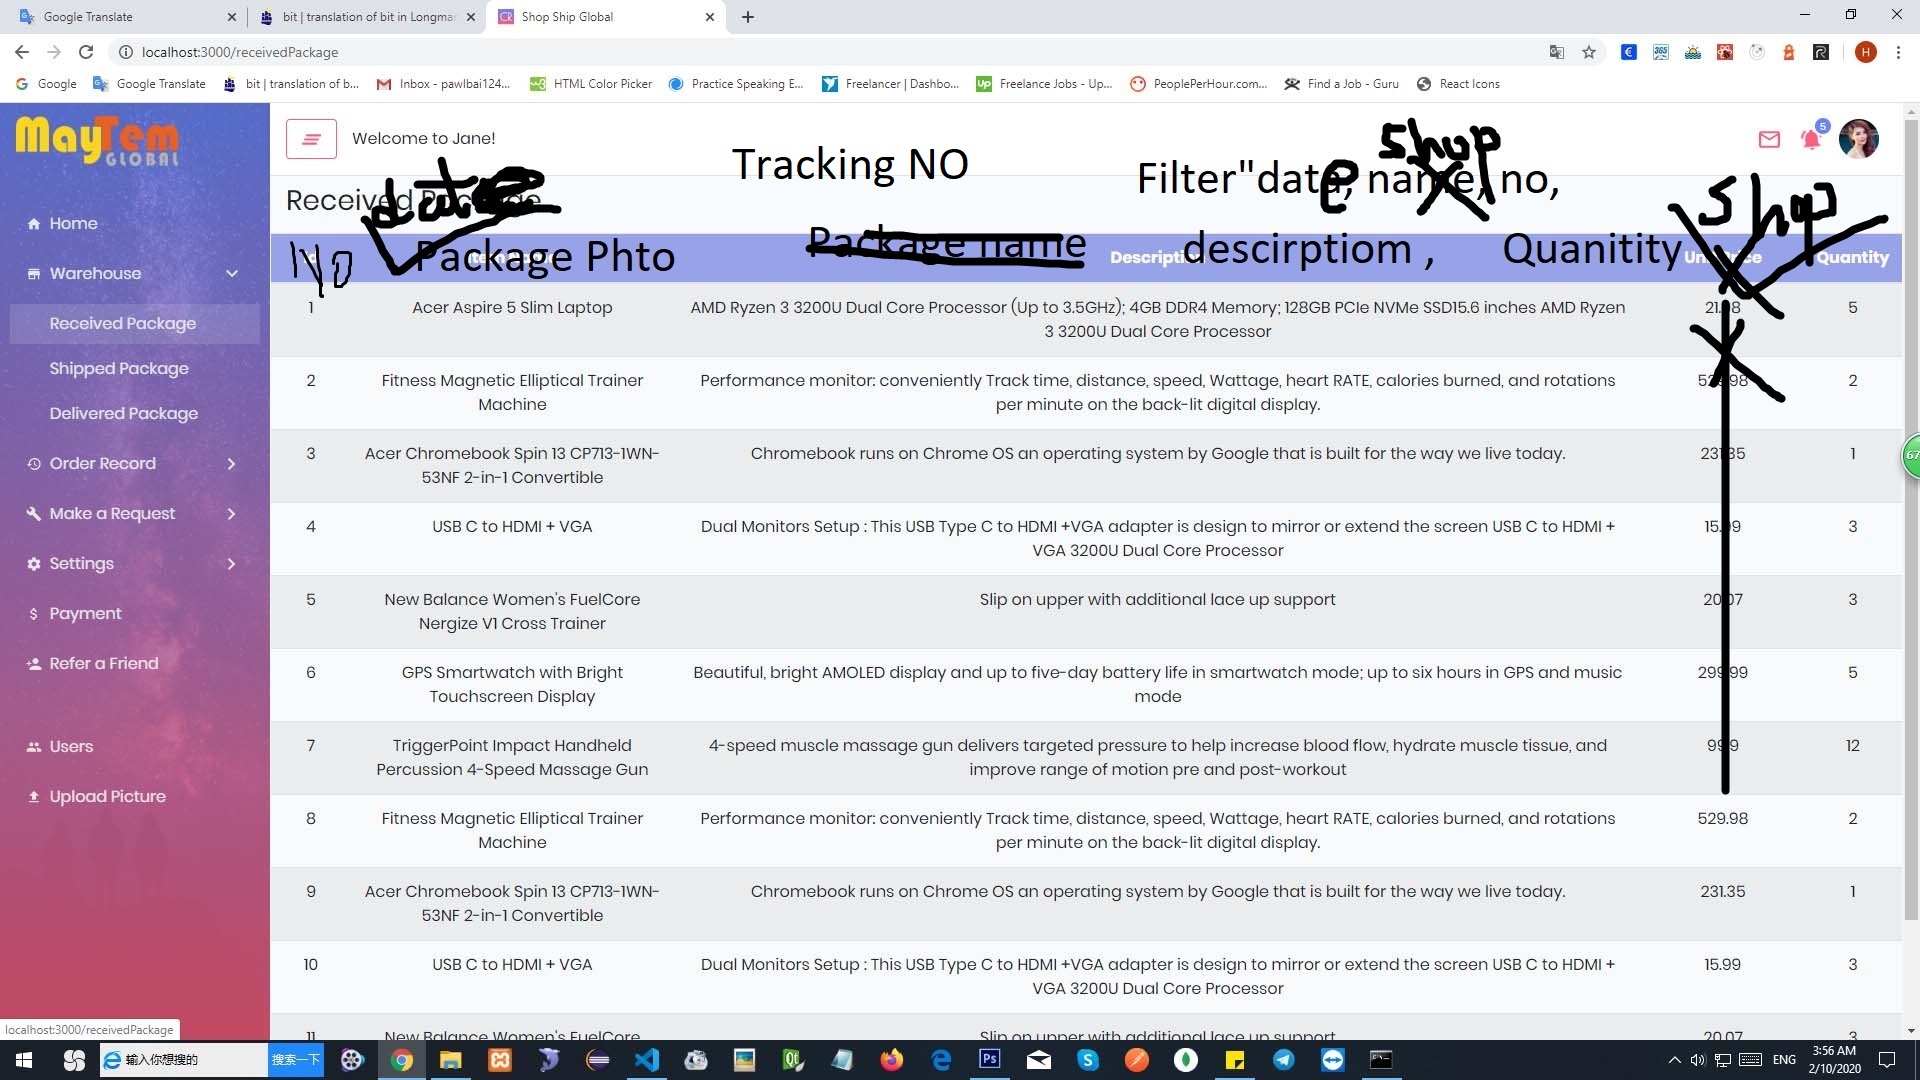 Google Translate
bit | translation of bit in Longma
Shop Ship Global
localhost:3000/receivedPackage
Google
Google Translate
bit | translation of b...
Inbox - pawlbai124...
HTML Color Picker
Practice Speaking E...
Freelancer | Dashbo...
Freelance Jobs - Up...
PeoplePerHour.com...
Find a Job - Guru
React Icons
MayTem
GLOBAL
Welcome to Jane!
5
shop
Tracking NO
Filter"date, name, no,
date
Received Package
shop
NO
Package Phto
Package name
Description
descirptiom ,
Quanitity
Quantity
1
Acer Aspire 5 Slim Laptop
AMD Ryzen 3 3200U Dual Core Processor (Up to 3.5GHz); 4GB DDR4 Memory; 128GB PCIe NVMe SSD15.6 inches AMD Ryzen
3 3200U Dual Core Processor
5
2
Fitness Magnetic Elliptical Trainer
Machine
Performance monitor: conveniently Track time, distance, speed, Wattage, heart RATE, calories burned, and rotations
per minute on the back-lit digital display.
2
3
Acer Chromebook Spin 13 CP713-1WN-
53NF 2-in-1 Convertible
Chromebook runs on Chrome OS an operating system by Google that is built for the way we live today.
231.35
1
4
USB C to HDMI + VGA
Dual Monitors Setup : This USB Type C to HDMI +VGA adapter is design to mirror or extend the screen USB C to HDMI +
VGA 3200U Dual Core Processor
15.99
3
5
New Balance Women's FuelCore
Nergize V1 Cross Trainer
Slip on upper with additional lace up support
20.07
3
6
GPS Smartwatch with Bright
Touchscreen Display
Beautiful, bright AMOLED display and up to five-day battery life in smartwatch mode; up to six hours in GPS and music
mode
299.99
5
7
TriggerPoint Impact Handheld
Percussion 4-Speed Massage Gun
4-speed muscle massage gun delivers targeted pressure to help increase blood flow, hydrate muscle tissue, and
improve range of motion pre and post-workout
99.9
12
8
Fitness Magnetic Elliptical Trainer
Machine
Performance monitor: conveniently Track time, distance, speed, Wattage, heart RATE, calories burned, and rotations
per minute on the back-lit digital display.
529.98
2
9
Acer Chromebook Spin 13 CP713-1WN-
53NF 2-in-1 Convertible
Chromebook runs on Chrome OS an operating system by Google that is built for the way we live today.
231.35
1
10
USB C to HDMI + VGA
Dual Monitors Setup : This USB Type C to HDMI +VGA adapter is design to mirror or extend the screen USB C to HDMI +
VGA 3200U Dual Core Processor
15.99
3
11
New Balance Women's FuelCore
Slip on upper with additional lace up support
20.07
3
Home
Warehouse
Received Package
Shipped Package
Delivered Package
Order Record
Make a Request
Settings
Payment
Refer a Friend
Users
Upload Picture
67
localhost:3000/receivedPackage
输入你想搜的
搜索一下
ENG
3:56 AM
2/10/2020